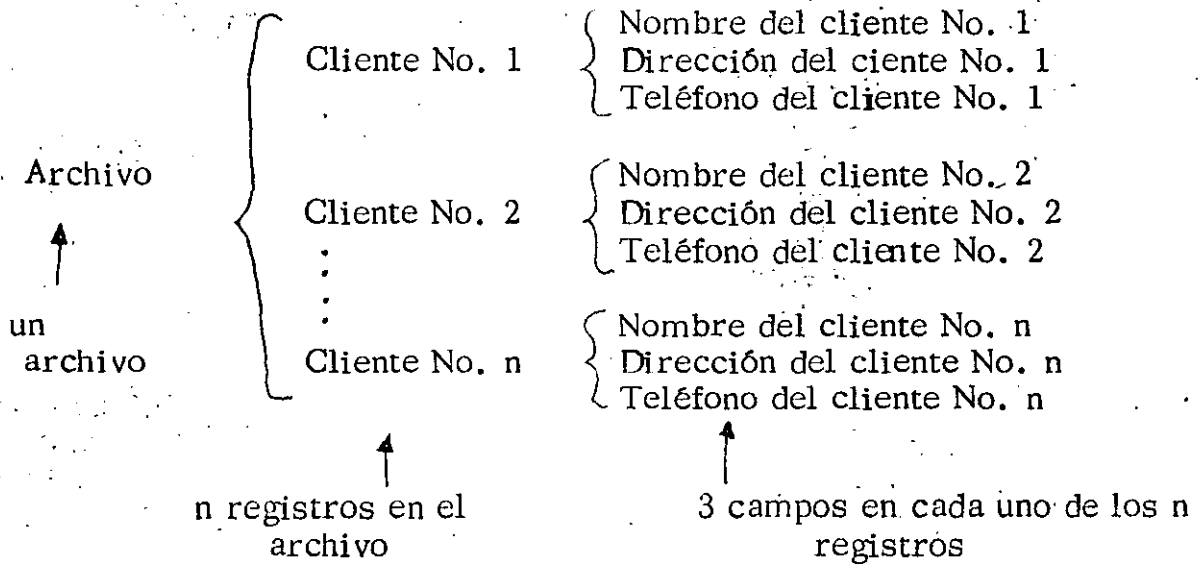 Cliente No. 1
Nombre del cliente No. 1
Dirección del ciente No. 1
Teléfono del cliente No. 1
Archivo
Cliente No. 2
Nombre del cliente No. 2
Dirección del cliente No. 2
Teléfono del cliente No. 2
un
archivo
Cliente No. n
Nombre del cliente No. n
Dirección del cliente No. n
Teléfono del cliente No. n
n registros en el
archivo
3 campos en cada uno de los n
registros